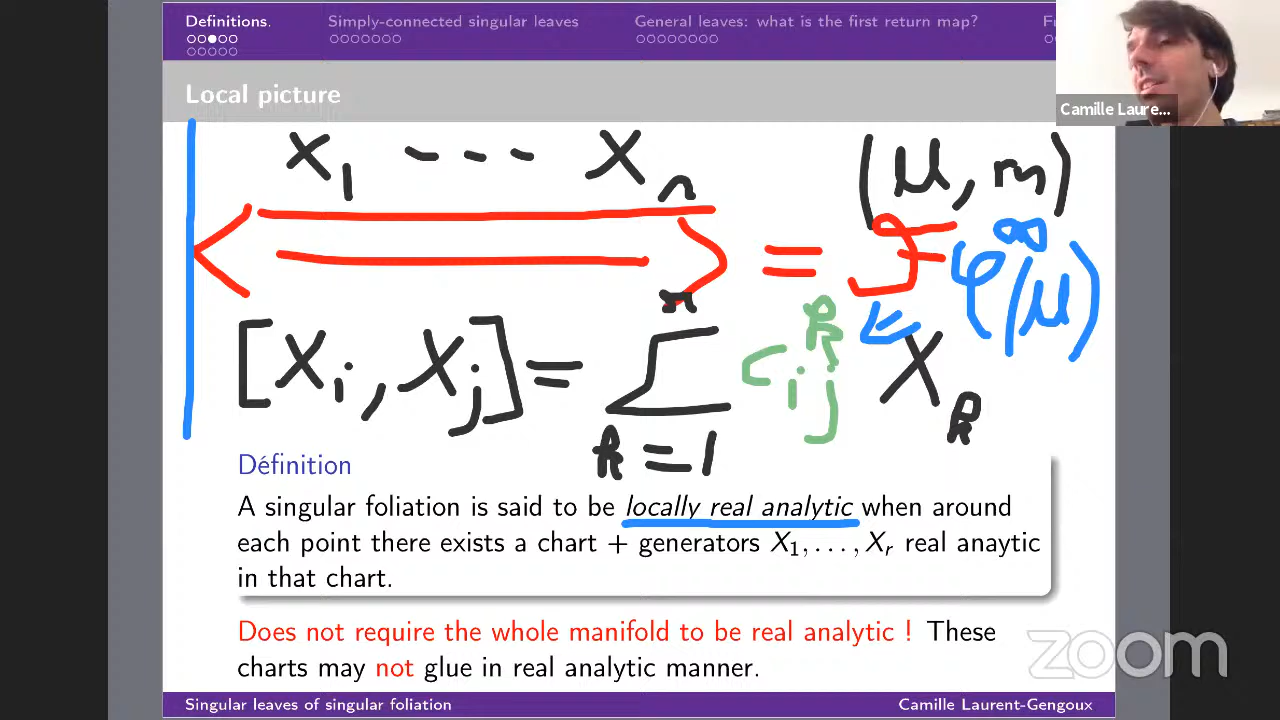 Definitions. Simply-connected singular leaves General leaves: what is the first return map?
Camille Laure...
Local picture
X1 --- Xn
= F
[Xi, Xj] = ∑ k=1 cij k Xk
Définition
A singular foliation is said to be locally real analytic when around
each point there exists a chart + generators X1, . . . , Xr real anaytic
in that chart.
Does not require the whole manifold to be real analytic ! These
charts may not glue in real analytic manner.
zoom
Singular leaves of singular foliation Camille Laurent-Gengoux